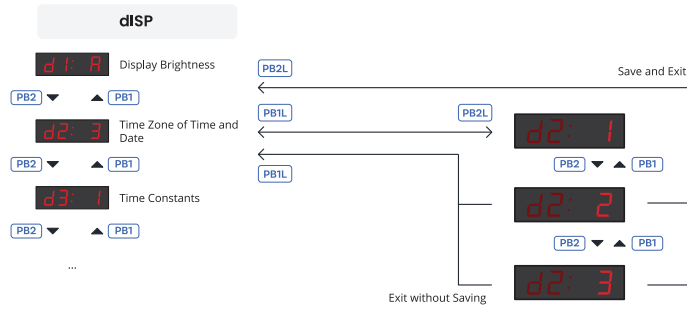 dISP
d1: A
Display Brightness
PB2L
Save and Exit
PB2
PB1
d2: 3
Time Zone of Time and
Date
PB1L
PB2L
d2: 1
PB2
PB1
PB1L
PB2
PB1
d3: 1
Time Constants
d2: 2
PB2
PB1
PB2
PB1
...
d2: 3
Exit without Saving